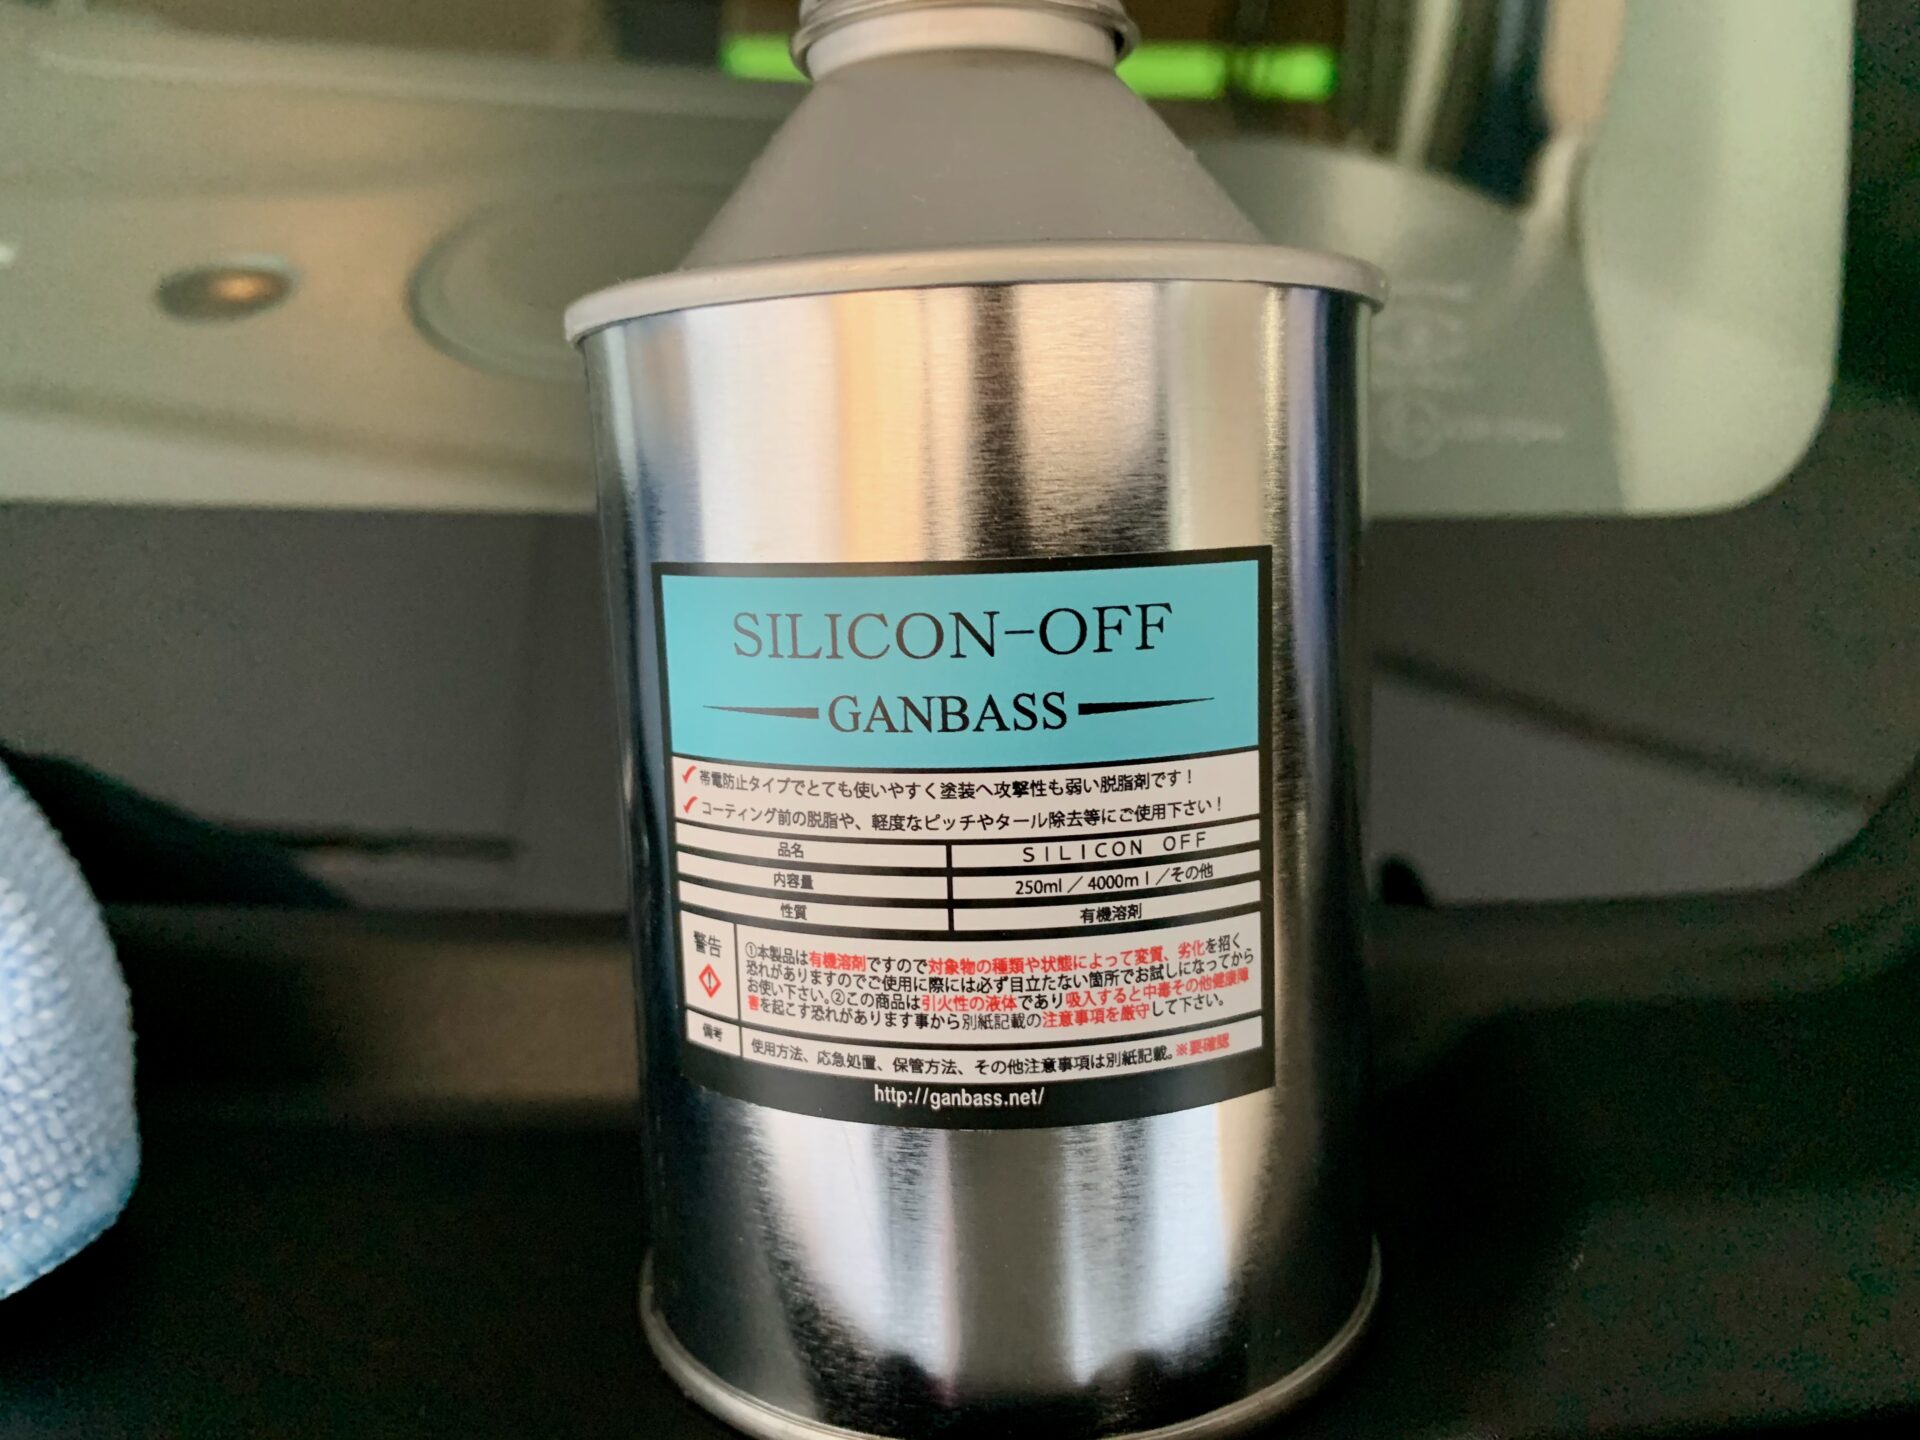 SILICON-OFF
GANBASS
✓帯電防止タイプでとても使いやすく塗装へ攻撃性も弱い脱脂剤です！
✓コーティング前の脱脂や、軽度なピッチやタール除去等にご使用下さい！
品名 ＳＩＬＩＣＯＮ　ＯＦＦ
内容量 250ml／4000mｌ／その他
性質 有機溶剤
警告
①本製品は有機溶剤ですので対象物の種類や状態によって変質、劣化を招く
恐れがありますのでご使用に際には必ず目立たない箇所でお試しになってから
お使い下さい。②この商品は引火性の液体であり吸入すると中毒その他健康障
害を起こす恐れがあります事から別紙記載の注意事項を厳守して下さい。
備考 使用方法、応急処置、保管方法、その他注意事項は別紙記載。※要確認
http://ganbass.net/